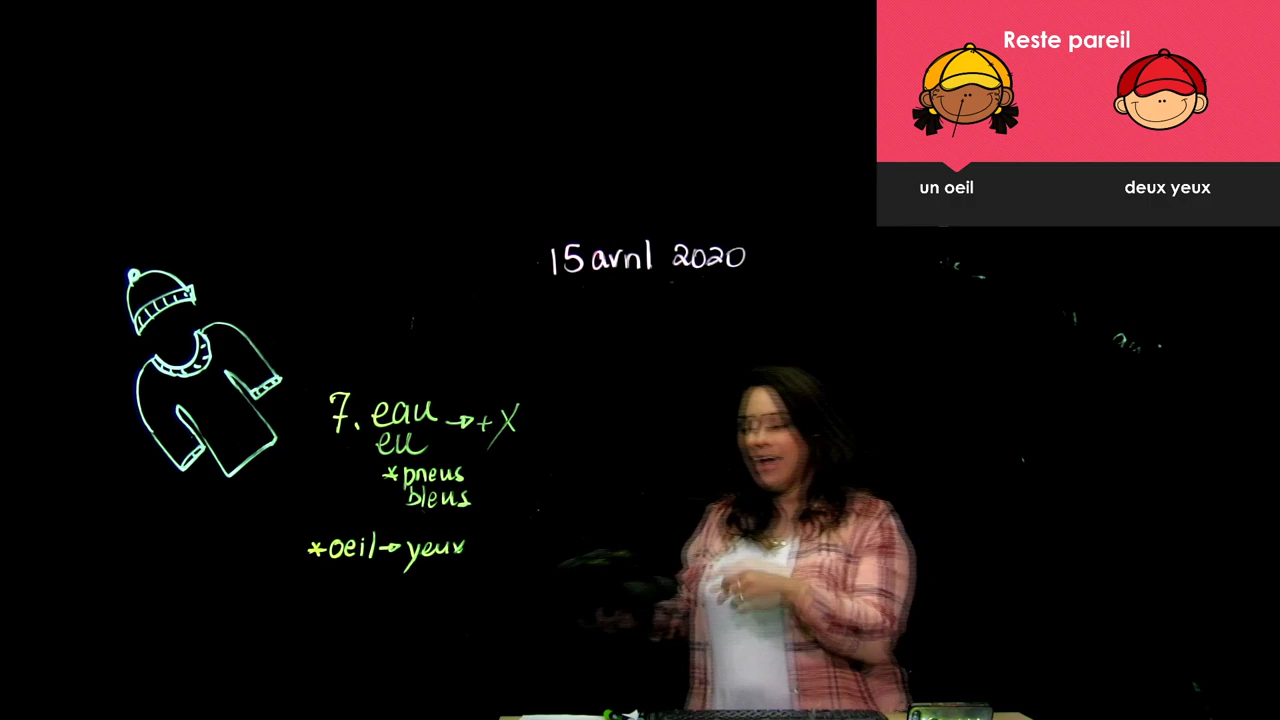 Reste pareil
un oeil
deux yeux
15 avril 2020
7. eau → + X
eu
* pneus
bleus
* oeil → yeux